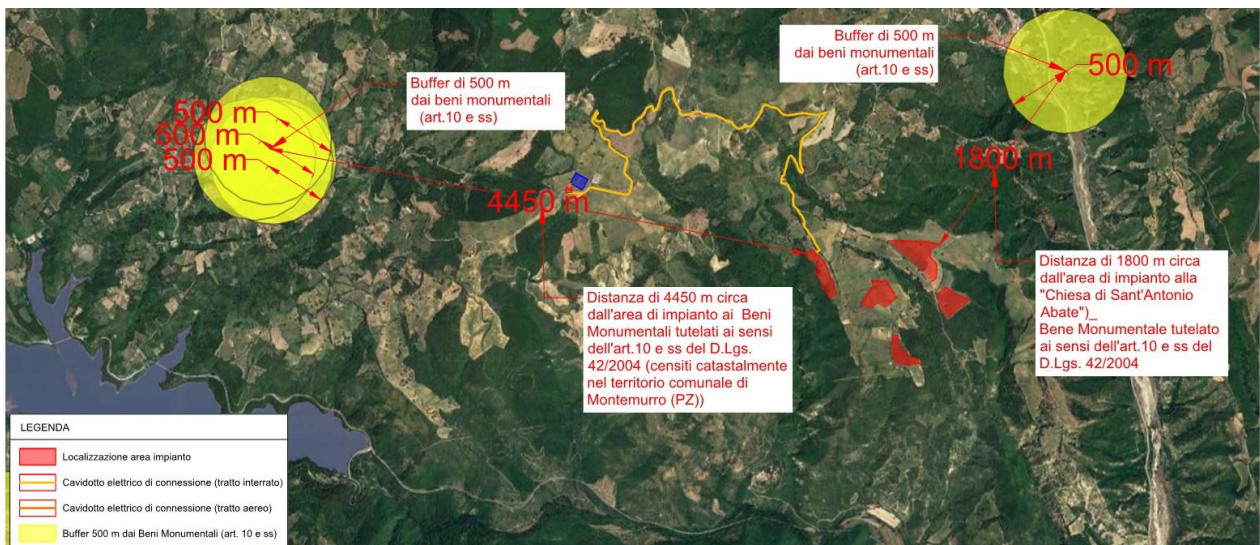 Buffer di 500 m
dai beni monumentali
(art.10 e ss)
500 m
Buffer di 500 m
dai beni monumentali
(art.10 e ss)
500 m
500 m
500 m
1800 m
4450 m
Distanza di 4450 m circa
dall'area di impianto ai Beni
Monumentali tutelati ai sensi
dell'art.10 e ss del D.Lgs.
42/2004 (censiti catastalmente
nel territorio comunale di
Montemurro (PZ))
Distanza di 1800 m circa
dall'area di impianto alla
"Chiesa di Sant'Antonio
Abate")_
Bene Monumentale tutelato
ai sensi dell'art.10 e ss del
D.Lgs. 42/2004
LEGENDA
Localizzazione area impianto
Cavidotto elettrico di connessione (tratto interrato)
Cavidotto elettrico di connessione (tratto aereo)
Buffer 500 m dai Beni Monumentali (art. 10 e ss)